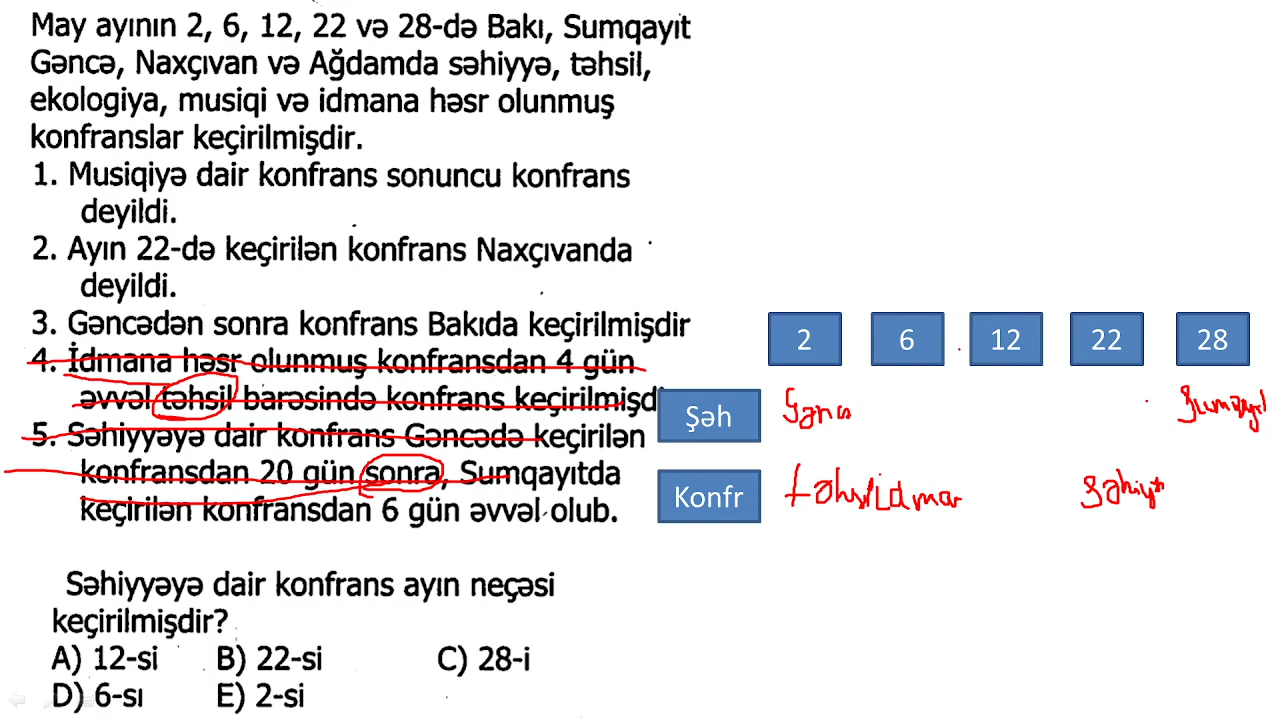 May ayının 2, 6, 12, 22 və 28-də Bakı, Sumqayıt
Gəncə, Naxçıvan və Ağdamda səhiyyə, təhsil,
ekologiya, musiqi və idmana həsr olunmuş
konfranslar keçirilmişdir.
1. Musiqiyə dair konfrans sonuncu konfrans
deyildi.
2. Ayın 22-də keçirilən konfrans Naxçıvanda
deyildi.
3. Gəncədən sonra konfrans Bakıda keçirilmişdir
4. İdmana həsr olunmuş konfransdan 4 gün
əvvəl təhsil barəsində konfrans keçirilmişd
5. Səhiyyəyə dair konfrans Gəncədə keçirilən
konfransdan 20 gün sonra, Sumqayıtda
keçirilən konfransdan 6 gün əvvəl olub.
Səhiyyəyə dair konfrans ayın neçəsi
keçirilmişdir?
A) 12-si B) 22-si C) 28-i
D) 6-sı E) 2-si
2 6 12 22 28
Şəh Gənc
Konfr təhsil İdman Səhiyy